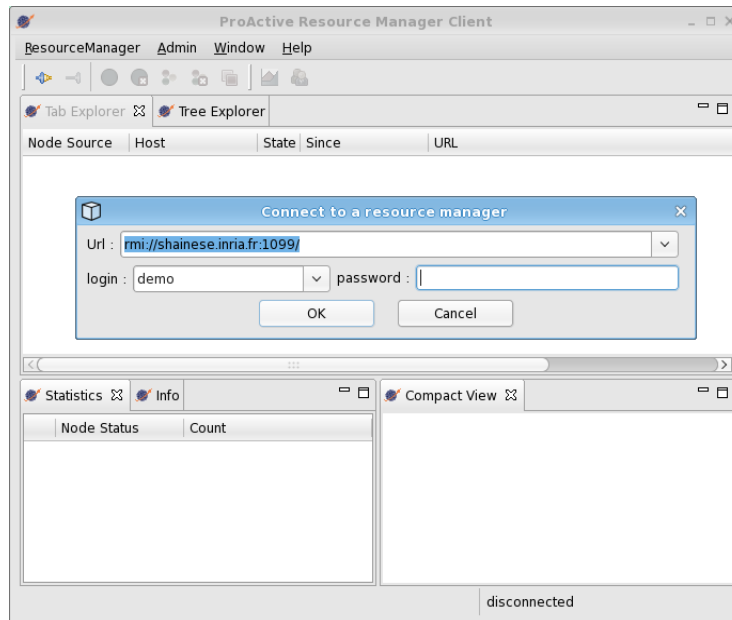 ProActive Resource Manager Client
ResourceManager Admin Window Help
Tab Explorer Tree Explorer
Node Source Host State Since URL
Connect to a resource manager
Url : rmi://shainese.inria.fr:1099/
login : demo password :
OK Cancel
Statistics Info Compact View
Node Status Count
disconnected